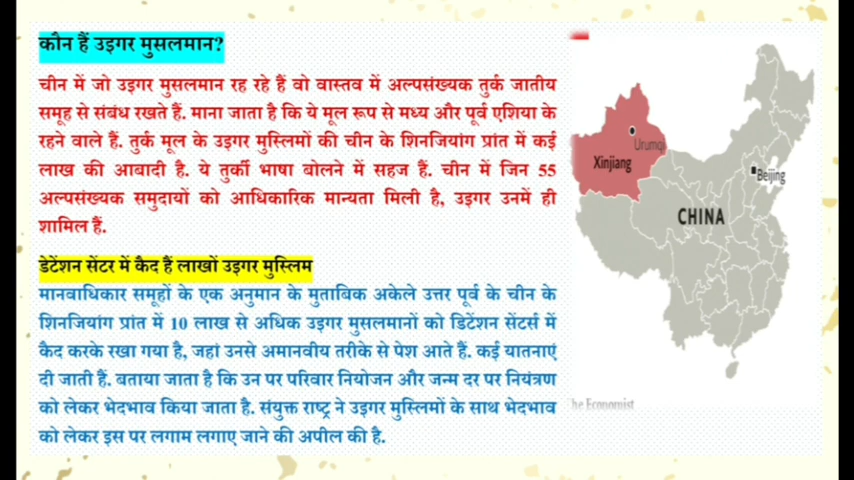 कौन हैं उइगर मुसलमान?
चीन में जो उइगर मुसलमान रह रहे हैं वो वास्तव में अल्पसंख्यक तुर्क जातीय
समूह से संबंध रखते हैं. माना जाता है कि ये मूल रूप से मध्य और पूर्व एशिया के
रहने वाले हैं. तुर्क मूल के उइगर मुस्लिमों की चीन के शिनजियांग प्रांत में कई
लाख की आबादी है. ये तुर्की भाषा बोलने में सहज हैं. चीन में जिन 55
अल्पसंख्यक समुदायों को आधिकारिक मान्यता मिली है, उइगर उनमें ही
शामिल हैं.
डेटेंशन सेंटर में कैद हैं लाखों उइगर मुस्लिम
मानवाधिकार समूहों के एक अनुमान के मुताबिक अकेले उत्तर पूर्व के चीन के
शिनजियांग प्रांत में 10 लाख से अधिक उइगर मुसलमानों को डिटेंशन सेंटर्स में
कैद करके रखा गया है, जहां उनसे अमानवीय तरीके से पेश आते हैं. कई यातनाएं
दी जाती हैं. बताया जाता है कि उन पर परिवार नियोजन और जन्म दर पर नियंत्रण
को लेकर भेदभाव किया जाता है. संयुक्त राष्ट्र ने उइगर मुस्लिमों के साथ भेदभाव
को लेकर इस पर लगाम लगाए जाने की अपील की है.
Urumqi
Xinjiang
Beijing
CHINA
he Economist